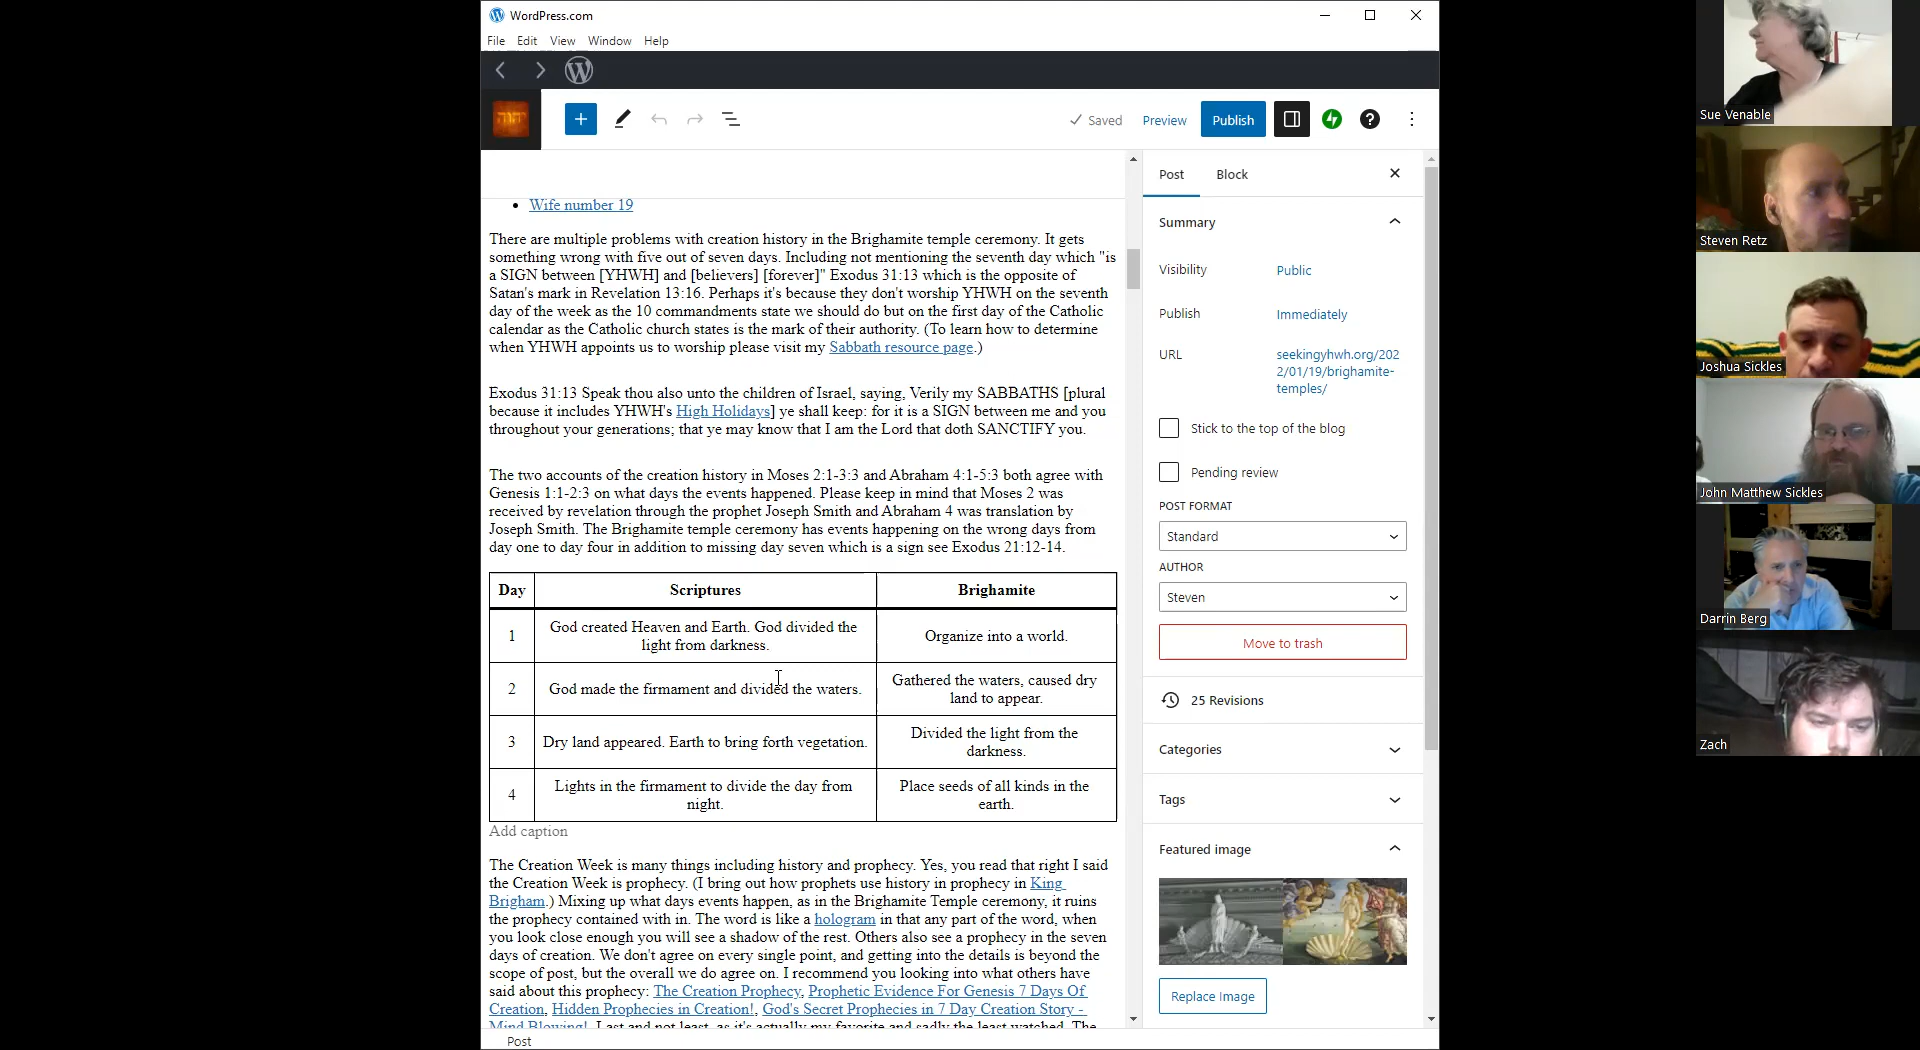 WordPress.com
File Edit View Window Help
Saved
Preview
Publish
Wife number 19
There are multiple problems with creation history in the Brighamite temple ceremony. It gets
something wrong with five out of seven days. Including not mentioning the seventh day which "is
a SIGN between [YHWH] and [believers] [forever]" Exodus 31:13 which is the opposite of
Satan's mark in Revelation 13:16. Perhaps it's because they don't worship YHWH on the seventh
day of the week as the 10 commandments state we should do but on the first day of the Catholic
calendar as the Catholic church states is the mark of their authority. (To learn how to determine
when YHWH appoints us to worship please visit my Sabbath resource page.)
Exodus 31:13 Speak thou also unto the children of Israel, saying, Verily my SABBATHS [plural
because it includes YHWH's High Holidays] ye shall keep: for it is a SIGN between me and you
throughout your generations; that ye may know that I am the Lord that doth SANCTIFY you.
The two accounts of the creation history in Moses 2:1-3:3 and Abraham 4:1-5:3 both agree with
Genesis 1:1-2:3 on what days the events happened. Please keep in mind that Moses 2 was
received by revelation through the prophet Joseph Smith and Abraham 4 was translation by
Joseph Smith. The Brighamite temple ceremony has events happening on the wrong days from
day one to day four in addition to missing day seven which is a sign see Exodus 21:12-14.
Day Scriptures Brighamite
1 God created Heaven and Earth. God divided the
light from darkness.
Organize into a world.
2 God made the firmament and divided the waters.
Gathered the waters, caused dry
land to appear.
3 Dry land appeared. Earth to bring forth vegetation.
Divided the light from the
darkness.
4 Lights in the firmament to divide the day from
night.
Place seeds of all kinds in the
earth.
Add caption
The Creation Week is many things including history and prophecy. Yes, you read that right I said
the Creation Week is prophecy. (I bring out how prophets use history in prophecy in King
Brigham.) Mixing up what days events happen, as in the Brighamite Temple ceremony, it ruins
the prophecy contained with in. The word is like a hologram in that any part of the word, when
you look close enough you will see a shadow of the rest. Others also see a prophecy in the seven
days of creation. We don't agree on every single point, and getting into the details is beyond the
scope of post, but the overall we do agree on. I recommend you looking into what others have
said about this prophecy: The Creation Prophecy, Prophetic Evidence For Genesis 7 Days Of
Creation, Hidden Prophecies in Creation!, God's Secret Prophecies in 7 Day Creation Story -
Mind Blowing! Last and not least, as it's actually my favorite and sadly the least watched, The
Post
Post Block
Summary
Visibility Public
Publish Immediately
URL seekingyhwh.org/202
2/01/19/brighamite-
temples/
Stick to the top of the blog
Pending review
POST FORMAT
Standard
AUTHOR
Steven
Move to trash
25 Revisions
Categories
Tags
Featured image
Replace Image
Sue Venable
Steven Retz
Joshua Sickles
John Matthew Sickles
Darrin Berg
Zach